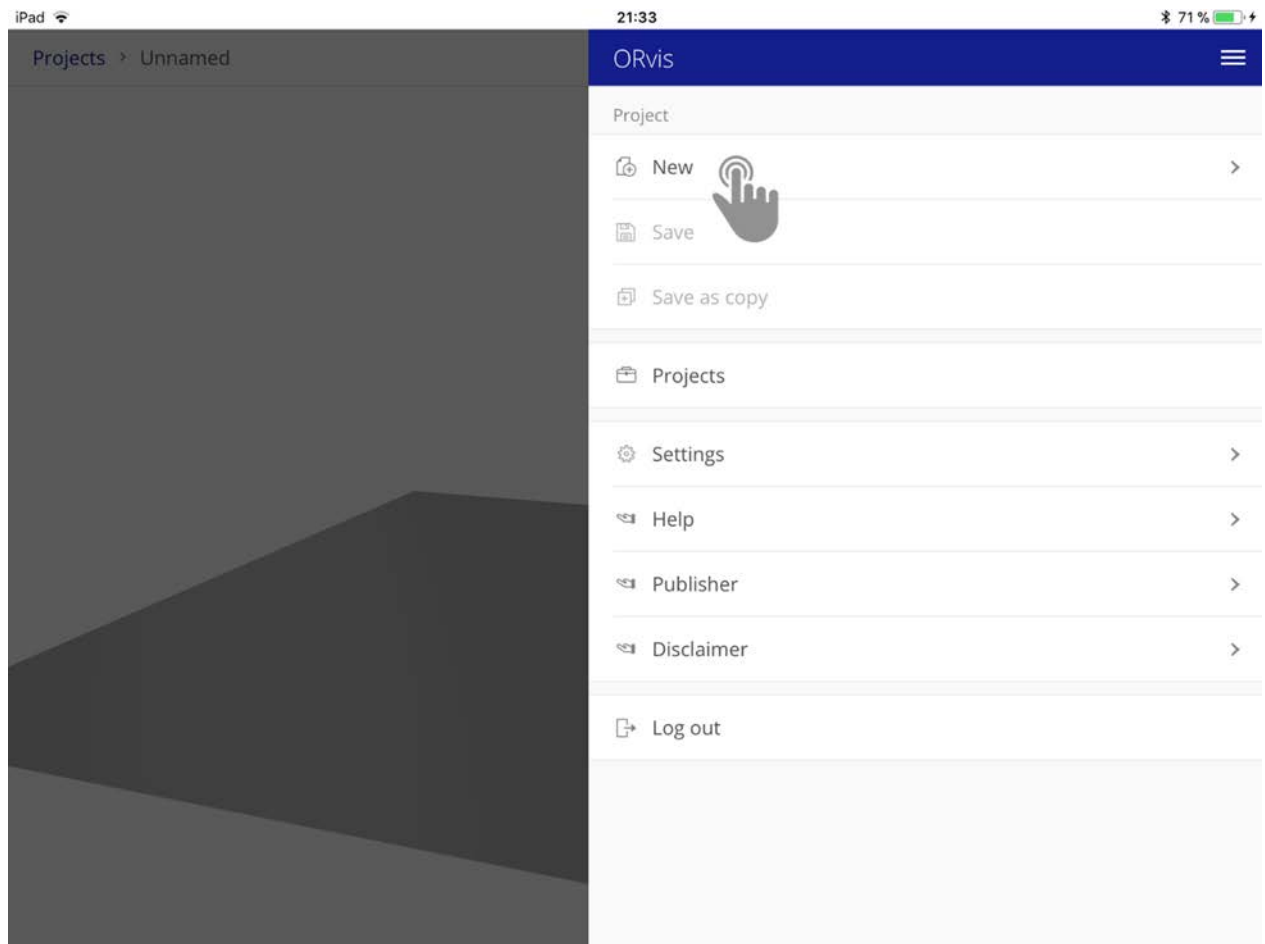 iPad 21:33 71 %
Projects > Unnamed
ORvis
Project
New
Save
Save as copy
Projects
Settings
Help
Publisher
Disclaimer
Log out